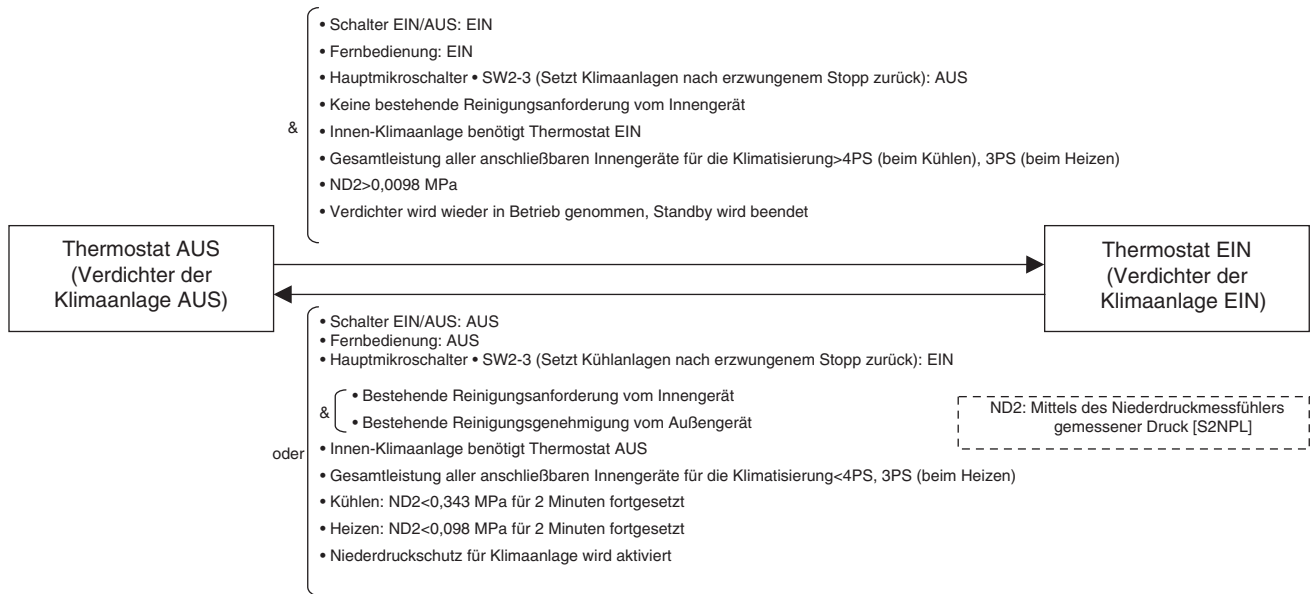 • Schalter EIN/AUS: EIN
• Fernbedienung: EIN
• Hauptmikroschalter • SW2-3 (Setzt Klimaanlagen nach erzwungenem Stopp zurück): AUS
• Keine bestehende Reinigungsanforderung vom Innengerät
&
• Innen-Klimaanlage benötigt Thermostat EIN
• Gesamtleistung aller anschließbaren Innengeräte für die Klimatisierung>4PS (beim Kühlen), 3PS (beim Heizen)
• ND2>0,0098 MPa
• Verdichter wird wieder in Betrieb genommen, Standby wird beendet
Thermostat AUS
(Verdichter der
Klimaanlage AUS)
Thermostat EIN
(Verdichter der
Klimaanlage EIN)
• Schalter EIN/AUS: AUS
• Fernbedienung: AUS
• Hauptmikroschalter • SW2-3 (Setzt Kühlanlagen nach erzwungenem Stopp zurück): EIN
&
• Bestehende Reinigungsanforderung vom Innengerät
• Bestehende Reinigungsgenehmigung vom Außengerät
oder
• Innen-Klimaanlage benötigt Thermostat AUS
• Gesamtleistung aller anschließbaren Innengeräte für die Klimatisierung<4PS, 3PS (beim Heizen)
• Kühlen: ND2<0,343 MPa für 2 Minuten fortgesetzt
• Heizen: ND2<0,098 MPa für 2 Minuten fortgesetzt
• Niederdruckschutz für Klimaanlage wird aktiviert
ND2: Mittels des Niederdruckmessfühlers
gemessener Druck [S2NPL]